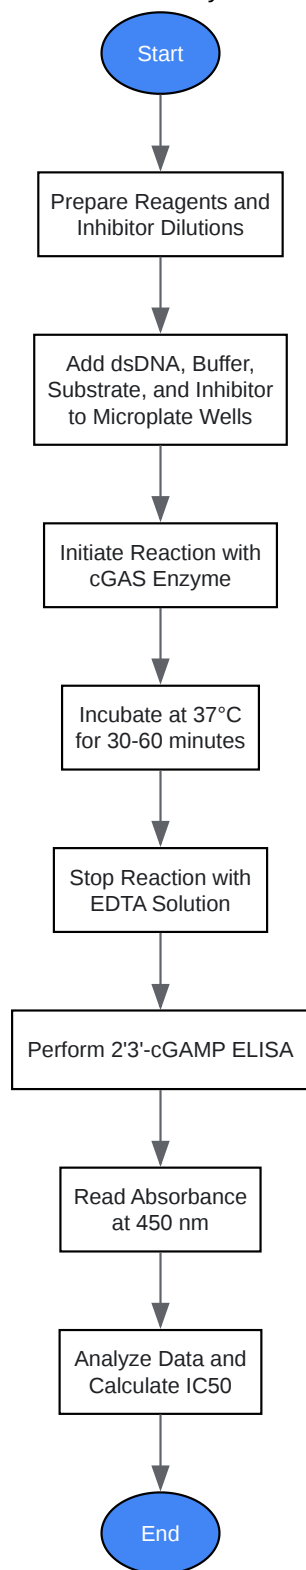 Start
Prepare Reagents and
Inhibitor Dilutions
Add dsDNA, Buffer,
Substrate, and Inhibitor
to Microplate Wells
Initiate Reaction with
cGAS Enzyme
Incubate at 37°C
for 30-60 minutes
Stop Reaction with
EDTA Solution
Perform 2'3'-cGAMP ELISA
Read Absorbance
at 450 nm
Analyze Data and
Calculate IC50
End